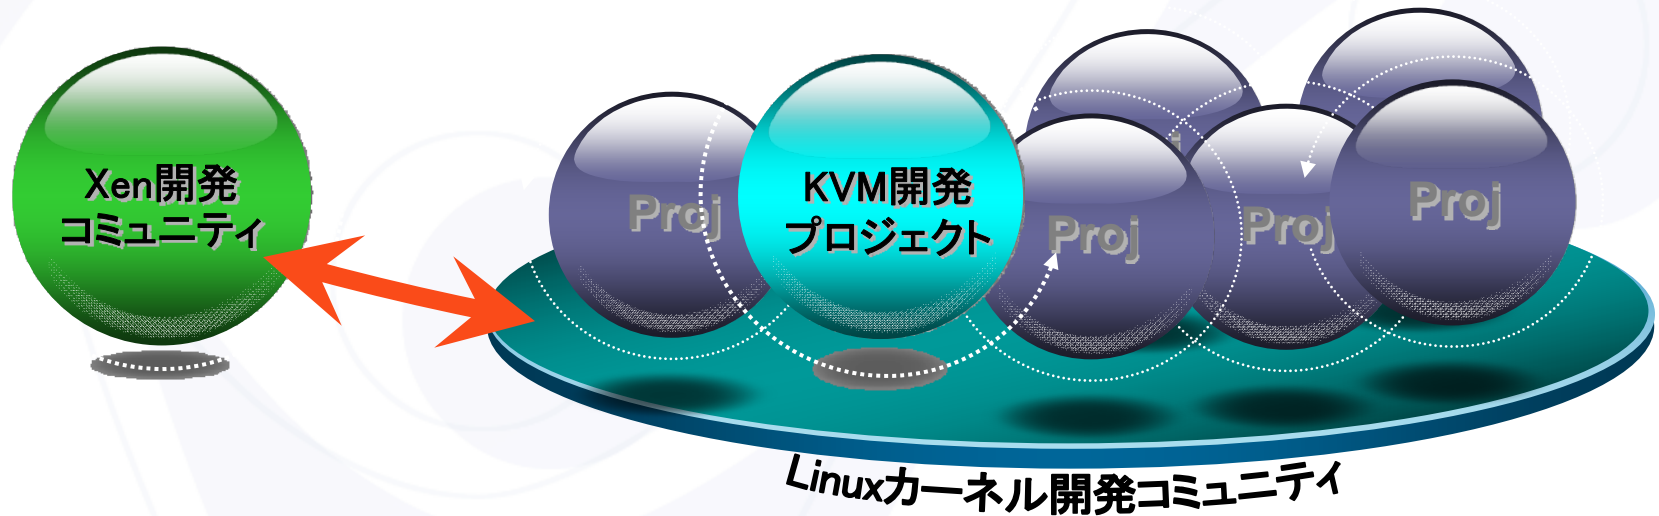 Xen開発
コミュニティ
Proj
KVM開発
プロジェクト
Proj
Proj
Proj
Linuxカーネル開発コミュニティ